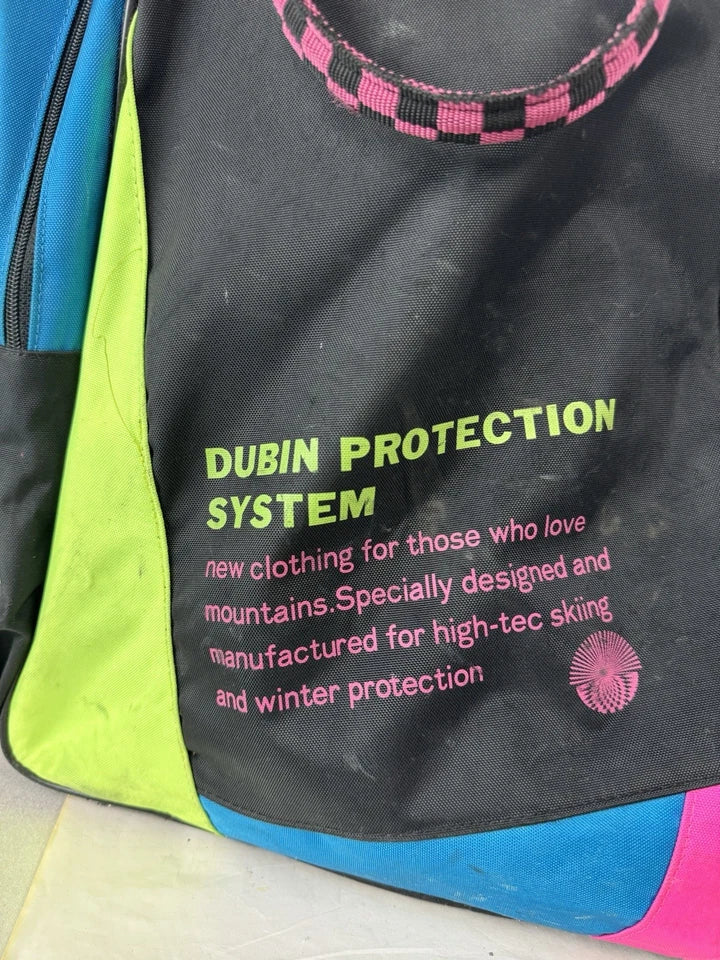 DUBIN PROTECTION
SYSTEM
new clothing for those who love
mountains.Specially designed and
manufactured for high-tec skiing
and winter protection